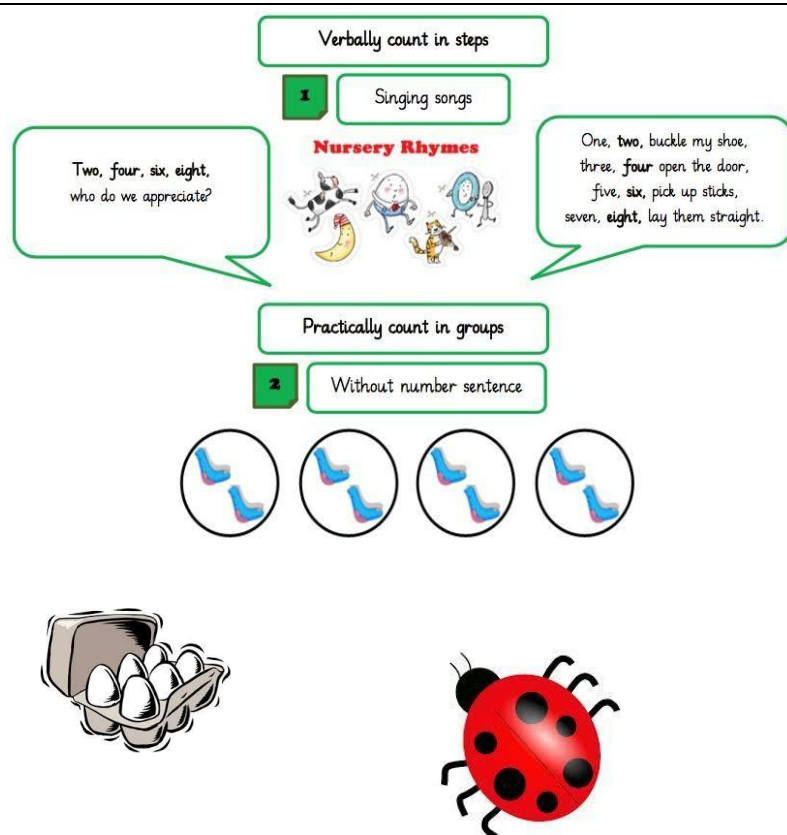 Verbally count in steps
1
Singing songs
Two, four, six, eight,
who do we appreciate?
Nursery Rhymes
One, two, buckle my shoe,
three, four open the door,
five, six, pick up sticks,
seven, eight, lay them straight.
Practically count in groups
2
Without number sentence